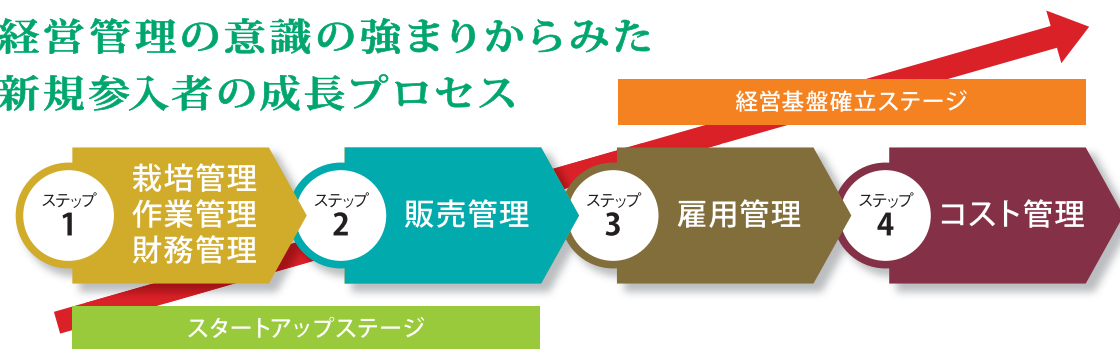 経営管理の意識の強まりからみた
新規参入者の成長プロセス
経営基盤確立ステージ
ステップ
1
栽培管理
作業管理
財務管理
ステップ
2
販売管理
ステップ
3
雇用管理
ステップ
4
コスト管理
スタートアップステージ